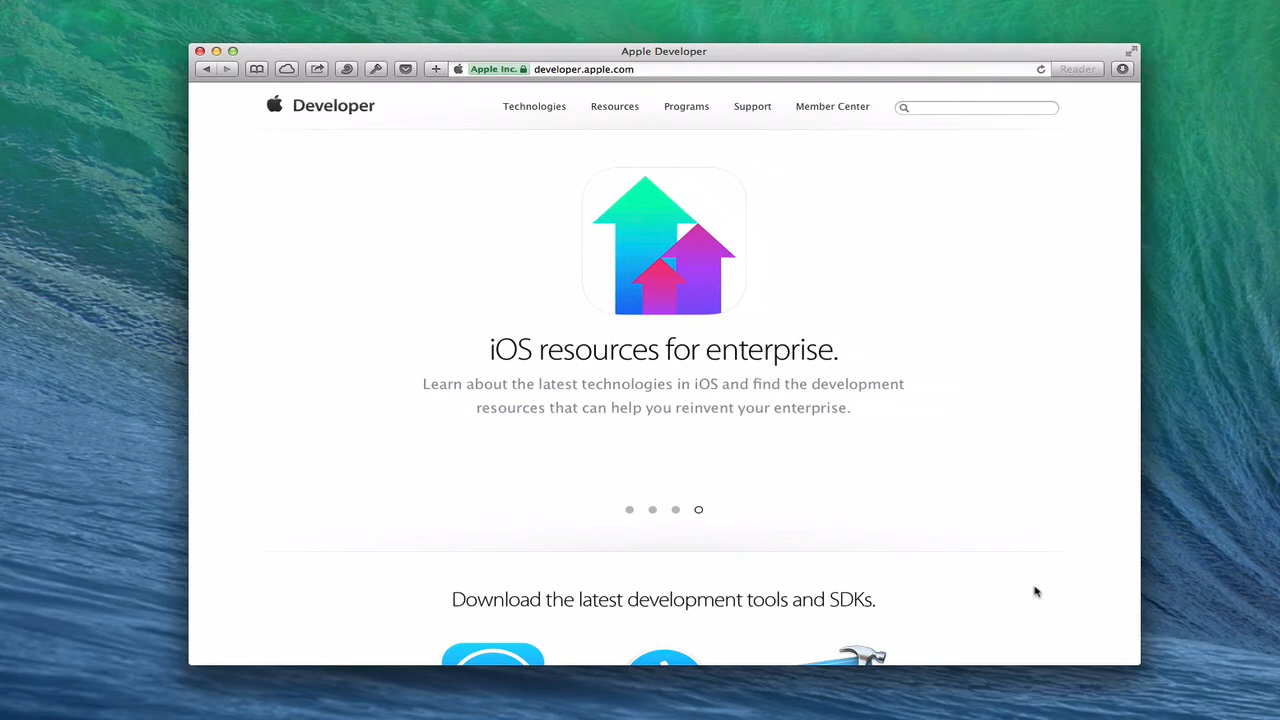 Apple Developer
Apple Inc. developer.apple.com
Reader
Developer
Technologies Resources Programs Support Member Center
iOS resources for enterprise.
Learn about the latest technologies in iOS and find the development
resources that can help you reinvent your enterprise.
Download the latest development tools and SDKs.